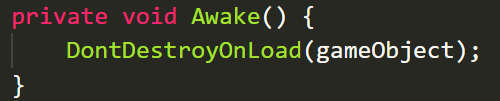 private void Awake() {
    DontDestroyOnLoad(gameObject);
}